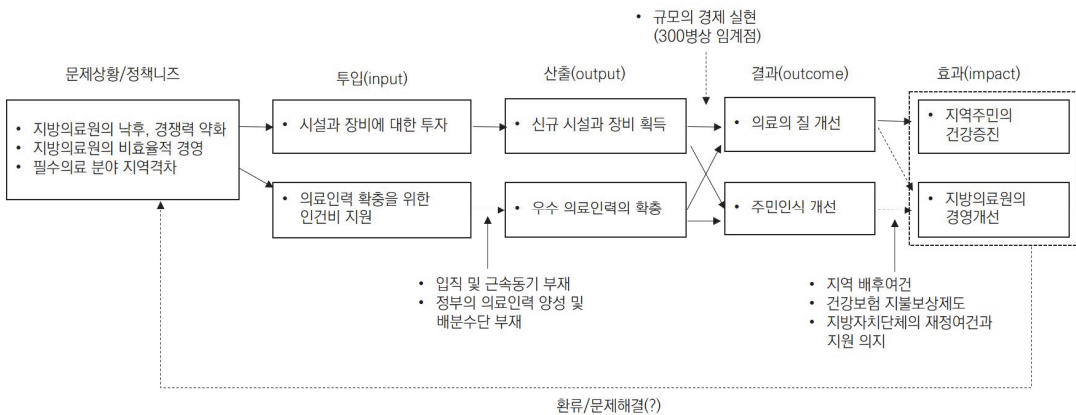 • 규모의 경제 실현
(300병상 임계점)
문제상황/정책니즈
투입(input)
산출(output)
결과(outcome)
효과(impact)
• 지방의료원의 낙후, 경쟁력 약화
• 지방의료원의 비효율적 경영
• 필수의료 분야 지역격차
• 시설과 장비에 대한 투자
• 신규 시설과 장비 획득
• 의료의 질 개선
• 지역주민의
건강증진
• 의료인력 확충을 위한
인건비 지원
• 우수 의료인력의 확충
• 주민인식 개선
• 지방의료원의
경영개선
• 입직 및 근속동기 부재
• 정부의 의료인력 양성 및
배분수단 부재
• 지역 배후여건
• 건강보험 지불보상제도
• 지방자치단체의 재정여건과
지원 의지
환류/문제해결(?)